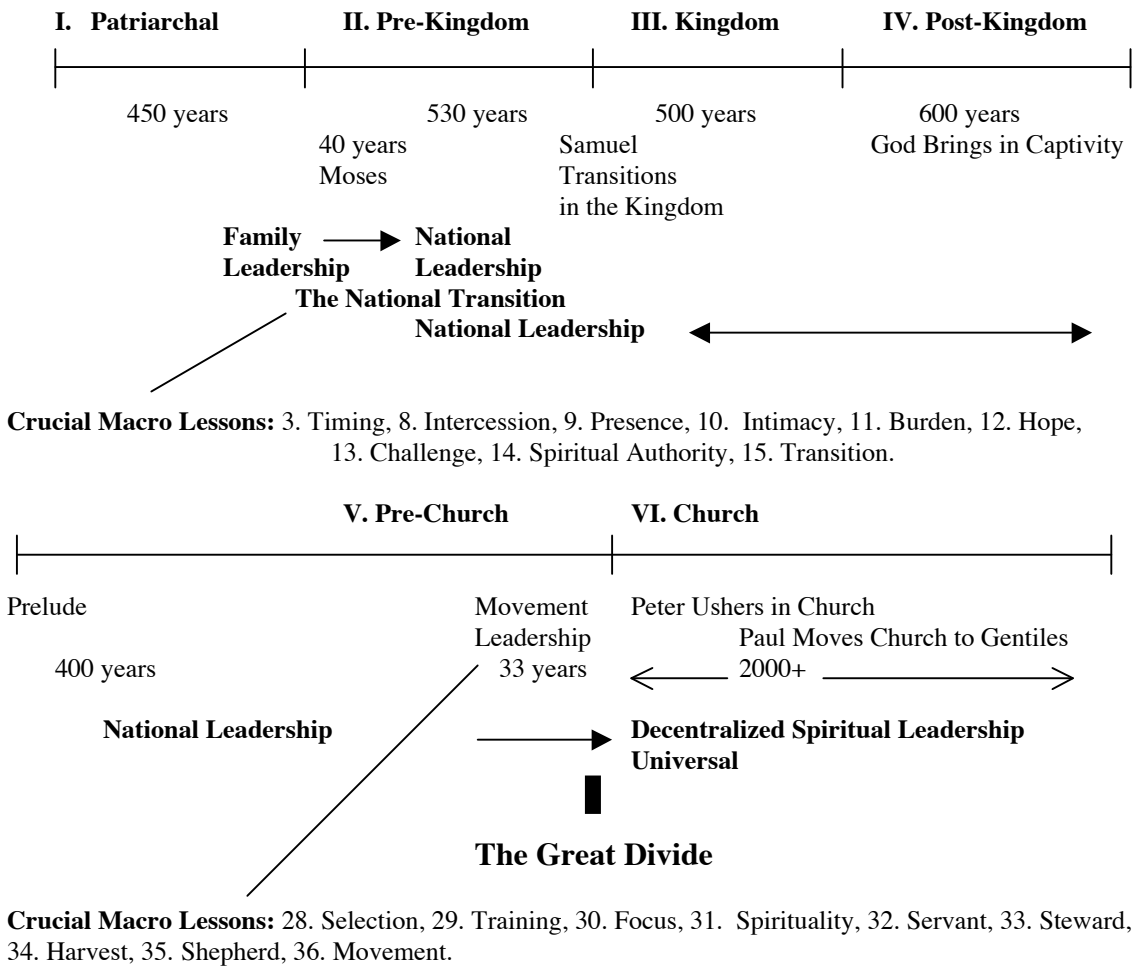 I. Patriarchal II. Pre-Kingdom III. Kingdom IV. Post-Kingdom
450 years 530 years 500 years 600 years
40 years Samuel God Brings in Captivity
Moses Transitions
in the Kingdom
Family National
Leadership Leadership
The National Transition
National Leadership
Crucial Macro Lessons: 3. Timing, 8. Intercession, 9. Presence, 10. Intimacy, 11. Burden, 12. Hope,
13. Challenge, 14. Spiritual Authority, 15. Transition.
V. Pre-Church VI. Church
Prelude Movement Peter Ushers in Church
Leadership Paul Moves Church to Gentiles
400 years 33 years 2000+
National Leadership Decentralized Spiritual Leadership
Universal
The Great Divide
Crucial Macro Lessons: 28. Selection, 29. Training, 30. Focus, 31. Spirituality, 32. Servant, 33. Steward,
34. Harvest, 35. Shepherd, 36. Movement.